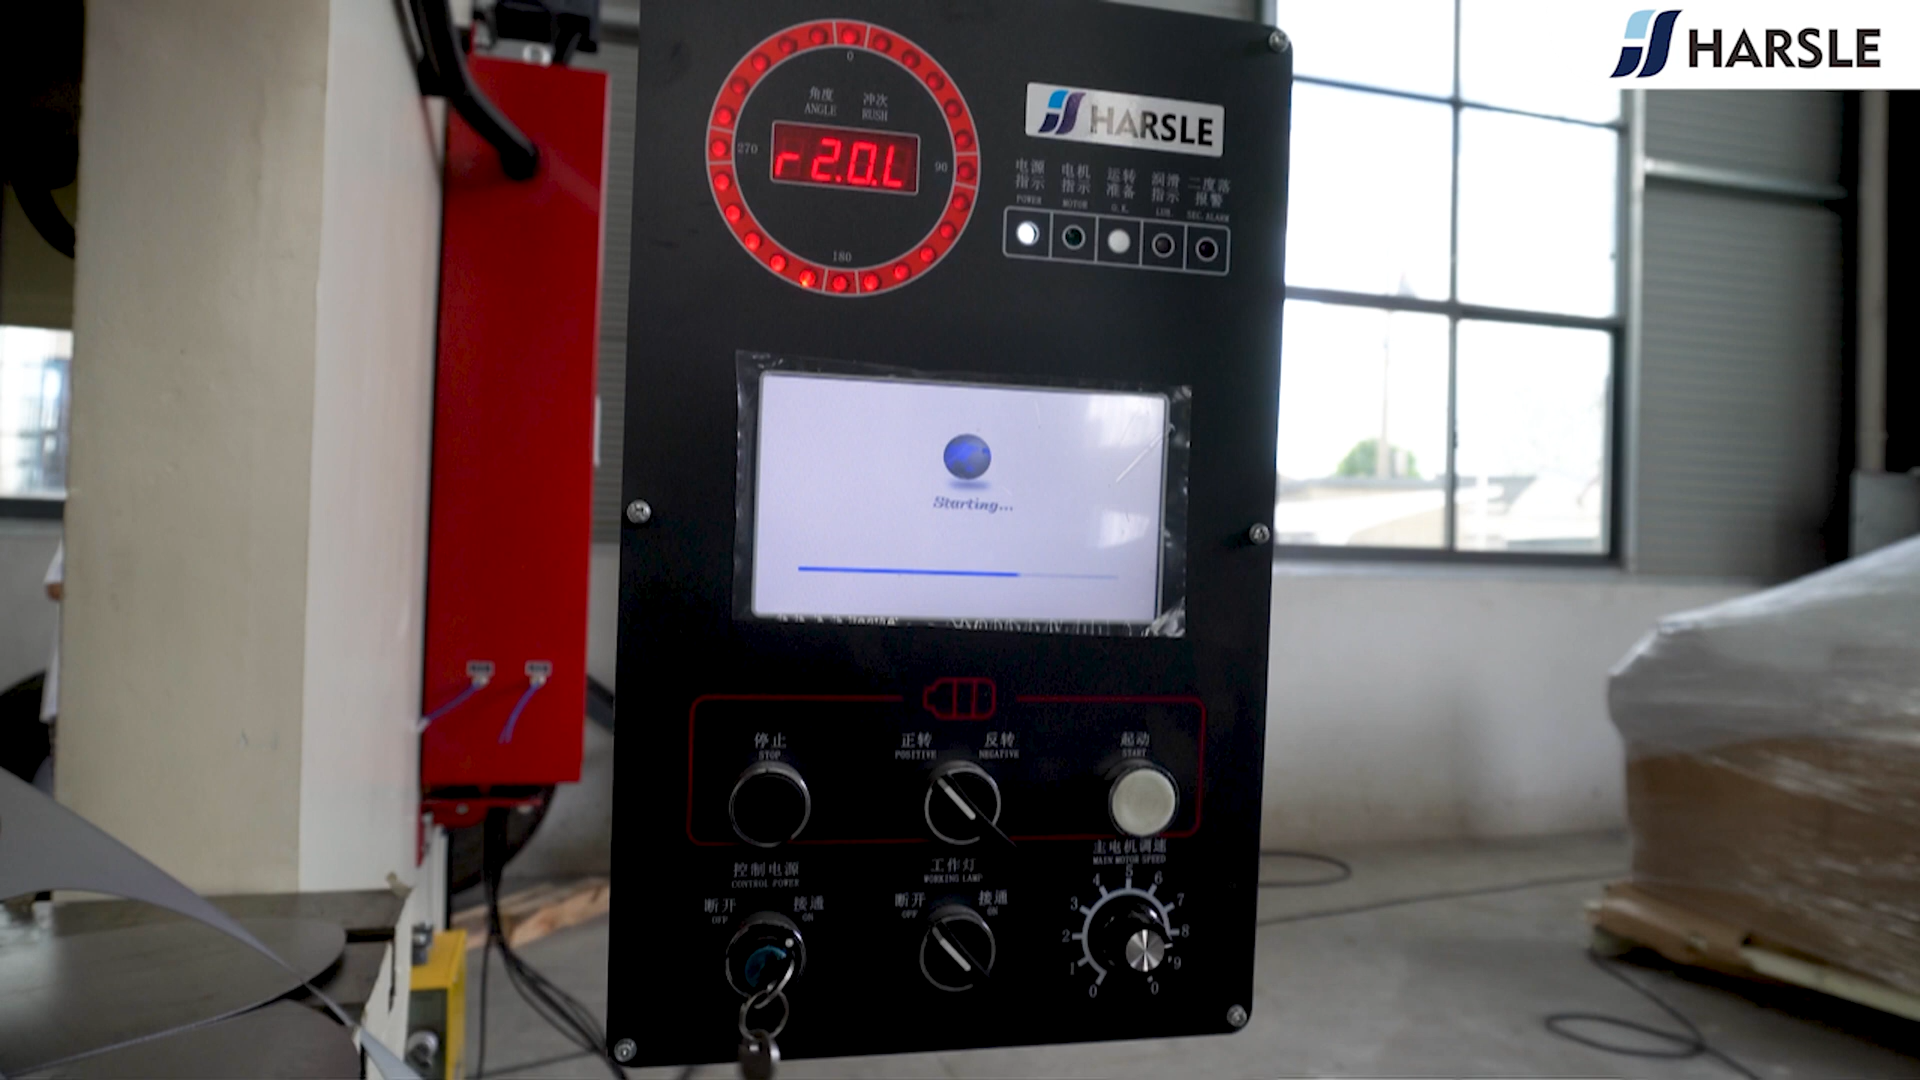 HARSLE
0
角度 冲次
ANGLE RUSH
270
r2.0.L
90
180
HARSLE
电源指示 电机指示 运转准备 润滑指示 二度落报警
POWER MOTOR O.K. LUB. SEC.ALARM
Starting...
停止
STOP
正转 反转
POSITIVE NEGATIVE
起动
START
控制电源
CONTROL POWER
断开 接通
OFF ON
工作灯
WORKING LAMP
断开 接通
OFF ON
主电机调速
MAIN MOTOR SPEED
0 1 2 3 4 5 6 7 8 9 0